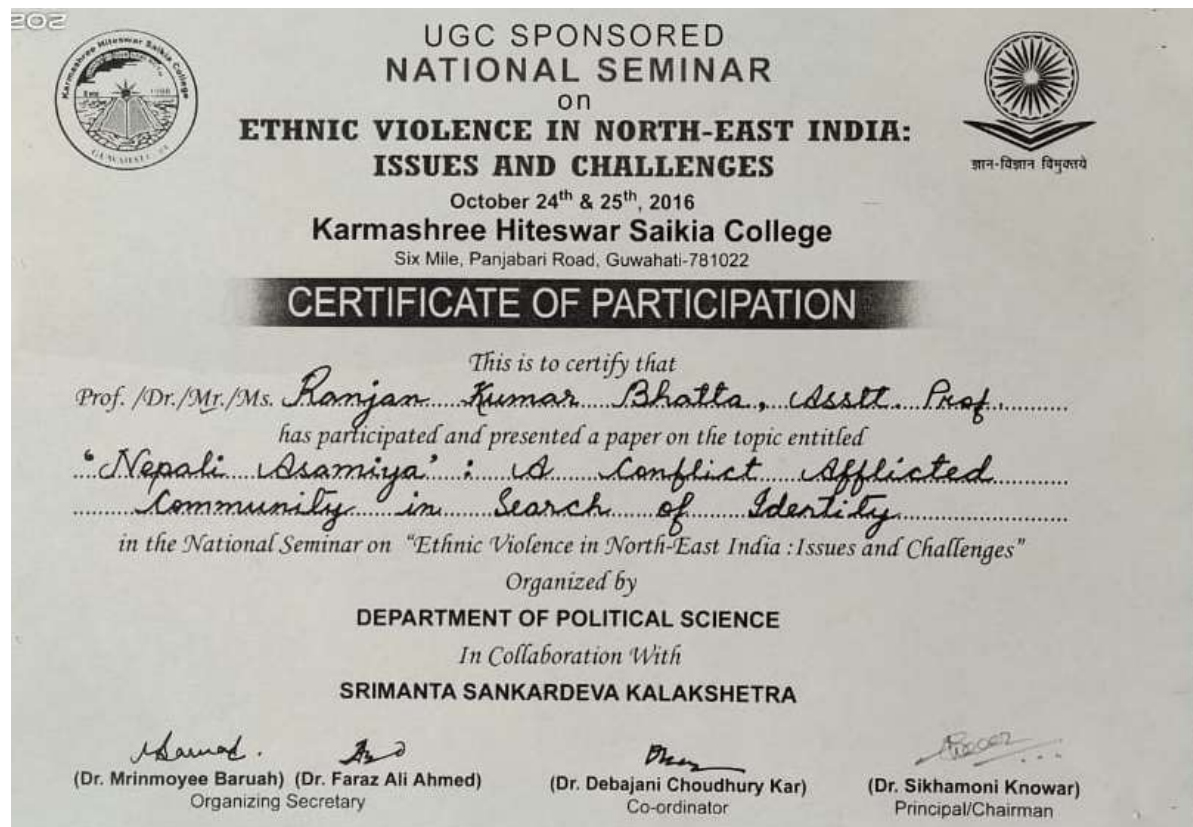 202
UGC SPONSORED
NATIONAL SEMINAR
on
ETHNIC VIOLENCE IN NORTH-EAST INDIA:
ISSUES AND CHALLENGES
October 24th & 25th, 2016
Karmashree Hiteswar Saikia College
Six Mile, Panjabari Road, Guwahati-781022
Karmashree Hiteswar Saikia College
ज्ञान-विज्ञान विमुक्तये
CERTIFICATE OF PARTICIPATION
This is to certify that
Prof. /Dr./Mr./Ms. Ranjan Kumar Bhatta, Asstt. Prof.
has participated and presented a paper on the topic entitled
'Nepali Asamiya' : A Conflict Afflicted
Community in Search of Identity
in the National Seminar on "Ethnic Violence in North-East India : Issues and Challenges"
Organized by
DEPARTMENT OF POLITICAL SCIENCE
In Collaboration With
SRIMANTA SANKARDEVA KALAKSHETRA
(Dr. Mrinmoyee Baruah) (Dr. Faraz Ali Ahmed) (Dr. Debajani Choudhury Kar) (Dr. Sikhamoni Knowar)
Organizing Secretary Co-ordinator Principal/Chairman